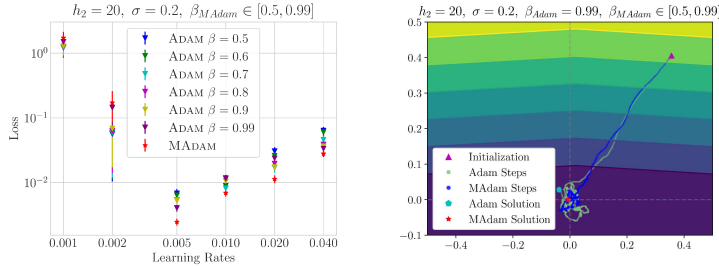 h₂ = 20, σ = 0.2, β_MAdam ∈ [0.5, 0.99]
10⁰
10⁻¹
10⁻²
Loss
ADAM β = 0.5
ADAM β = 0.6
ADAM β = 0.7
ADAM β = 0.8
ADAM β = 0.9
ADAM β = 0.99
MADAM
0.001 0.002 0.005 0.010 0.020 0.040
Learning Rates
h₂ = 20, σ = 0.2, β_Adam = 0.99, β_MAdam ∈ [0.5, 0.99]
0.5
0.4
0.3
0.2
0.1
0.0
−0.1
Initialization
Adam Steps
MAdam Steps
Adam Solution
MAdam Solution
−0.4 −0.2 0.0 0.2 0.4